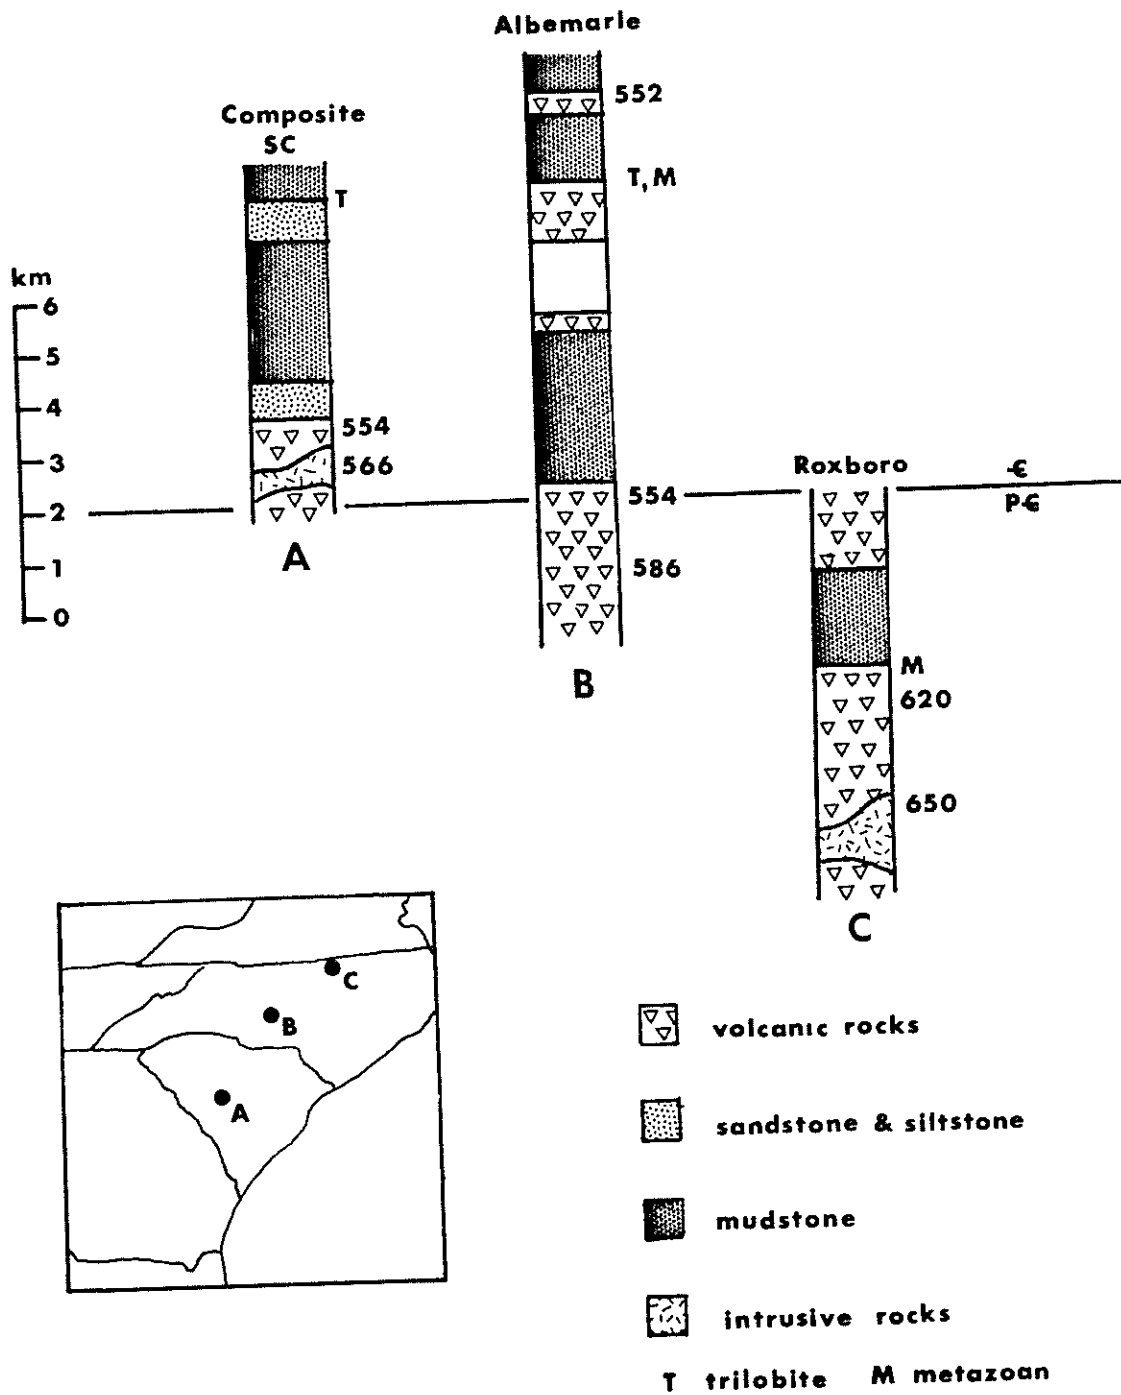 Albemarle
552
Composite
SC
T
T, M
km
6
5
4
3
2
1
0
554
566
A
554
586
B
Roxboro
-Є
P-Є
M
620
650
C
C
B
A
volcanic rocks
sandstone & siltstone
mudstone
intrusive rocks
T trilobite M metazoan